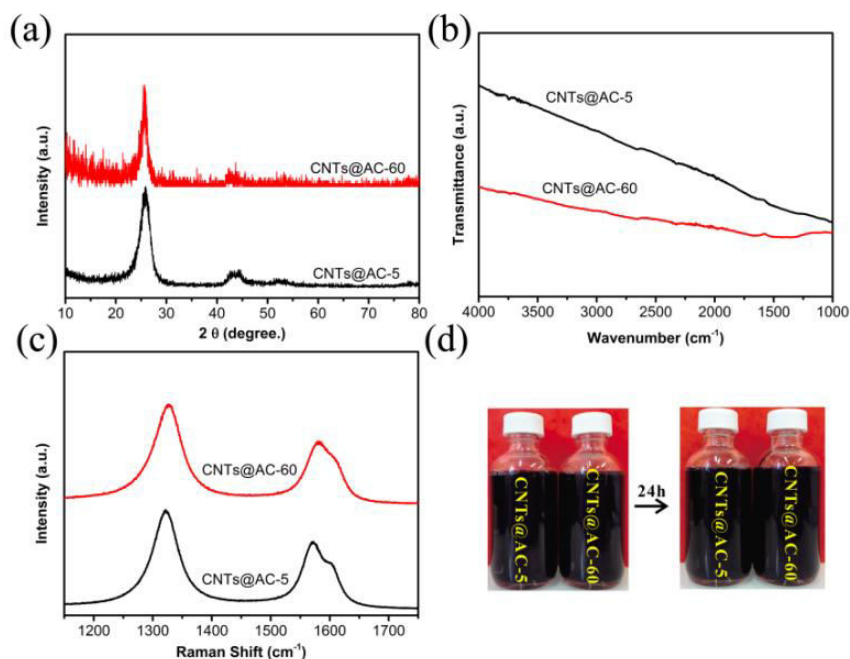 (a)
Intensity (a.u.)
CNTs@AC-60
CNTs@AC-5
10 20 30 40 50 60 70 80
2 θ (degree.)
(b)
Transmittance (a.u.)
CNTs@AC-5
CNTs@AC-60
4000 3500 3000 2500 2000 1500 1000
Wavenumber (cm⁻¹)
(c)
Intensity (a.u.)
CNTs@AC-60
CNTs@AC-5
1200 1300 1400 1500 1600 1700
Raman Shift (cm⁻¹)
(d)
CNTs@AC-5
CNTs@AC-60
24h
CNTs@AC-5
CNTs@AC-60